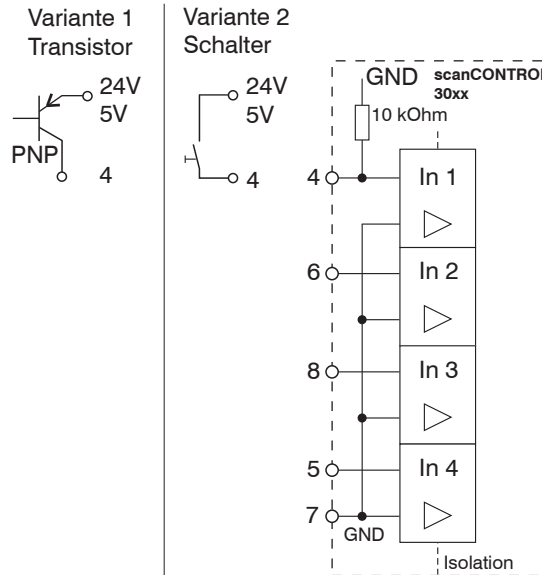 Variante 1
Transistor
24V
5V
PNP
4
Variante 2
Schalter
24V
5V
4
GND
scanCONTROL
30xx
10 kOhm
4
In 1
6
In 2
8
In 3
5
In 4
7
GND
Isolation